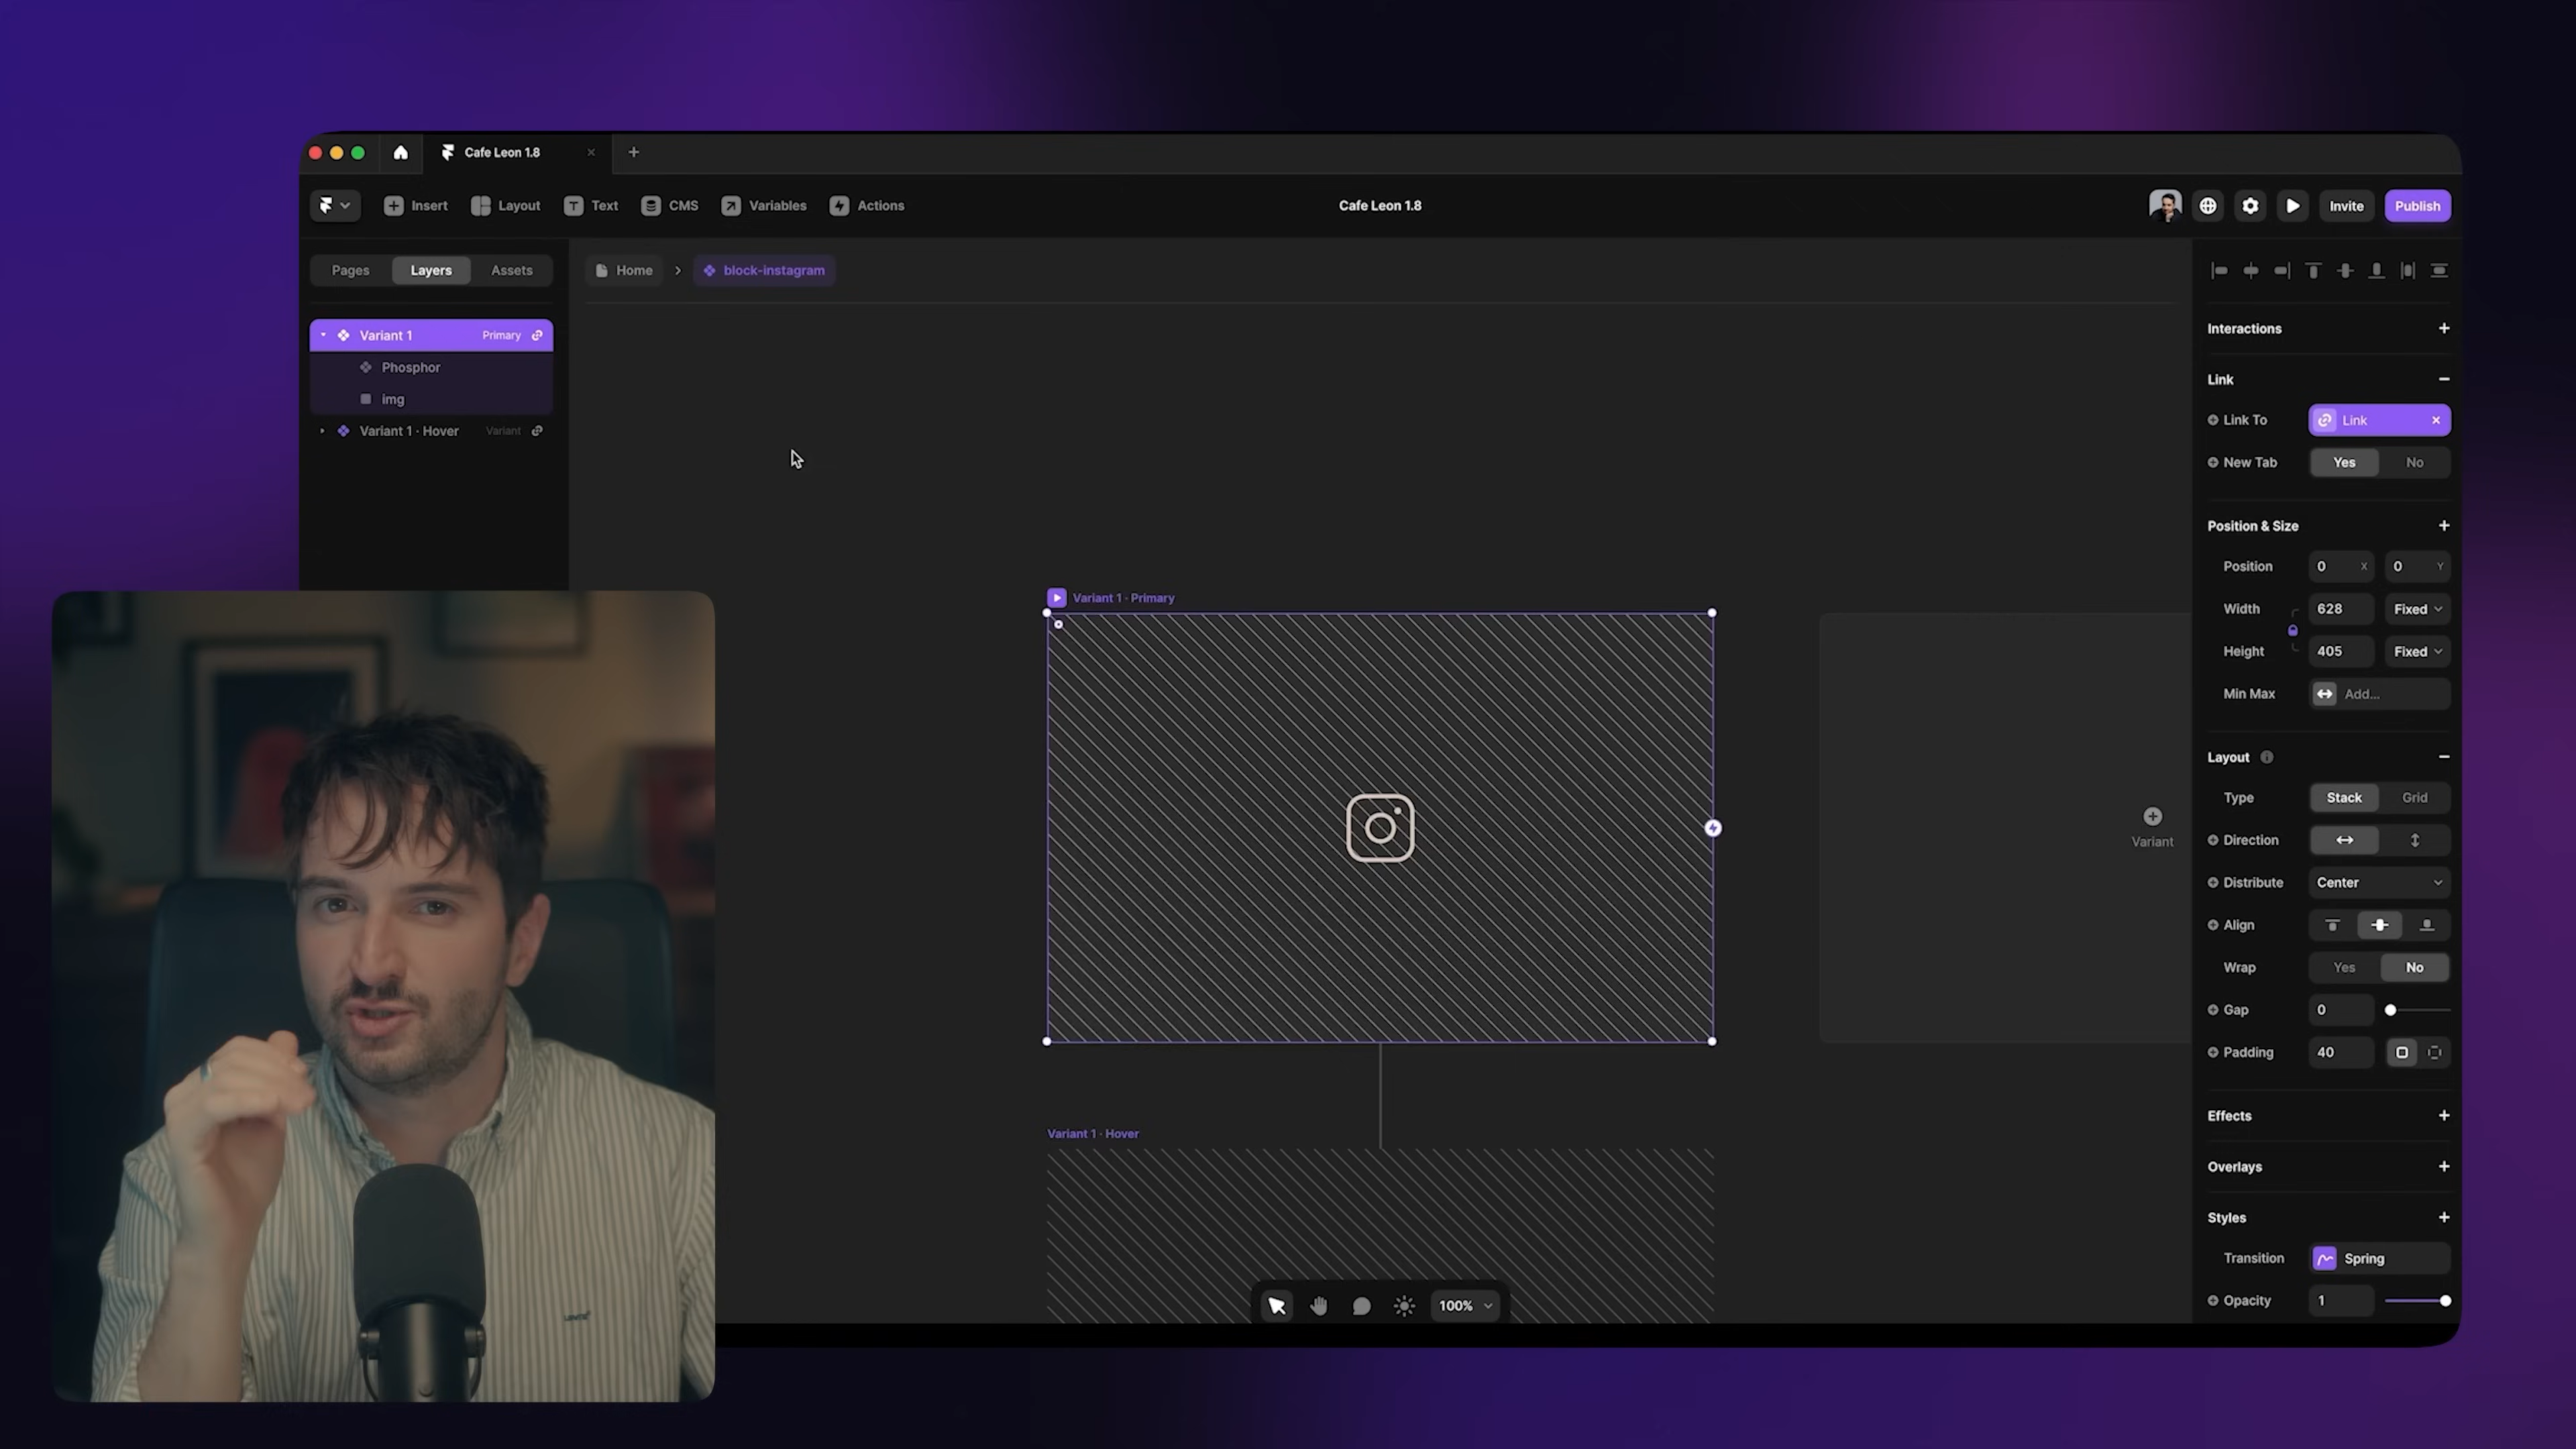 Cafe Leon 1.8
Insert
Layout
Text
CMS
Variables
Actions
Cafe Leon 1.8
Invite
Publish
Pages
Layers
Assets
Home
block-instagram
Variant 1
Primary
Phosphor
img
Variant 1 · Hover
Variant
Variant 1 · Primary
Variant
Variant 1 · Hover
100%
Interactions
Link
Link To
Link
New Tab
Yes
No
Position & Size
Position
0
X
0
Y
Width
628
Fixed
Height
405
Fixed
Min Max
Add...
Layout
Type
Stack
Grid
Direction
Distribute
Center
Align
Wrap
Yes
No
Gap
0
Padding
40
Effects
Overlays
Styles
Transition
Spring
Opacity
1